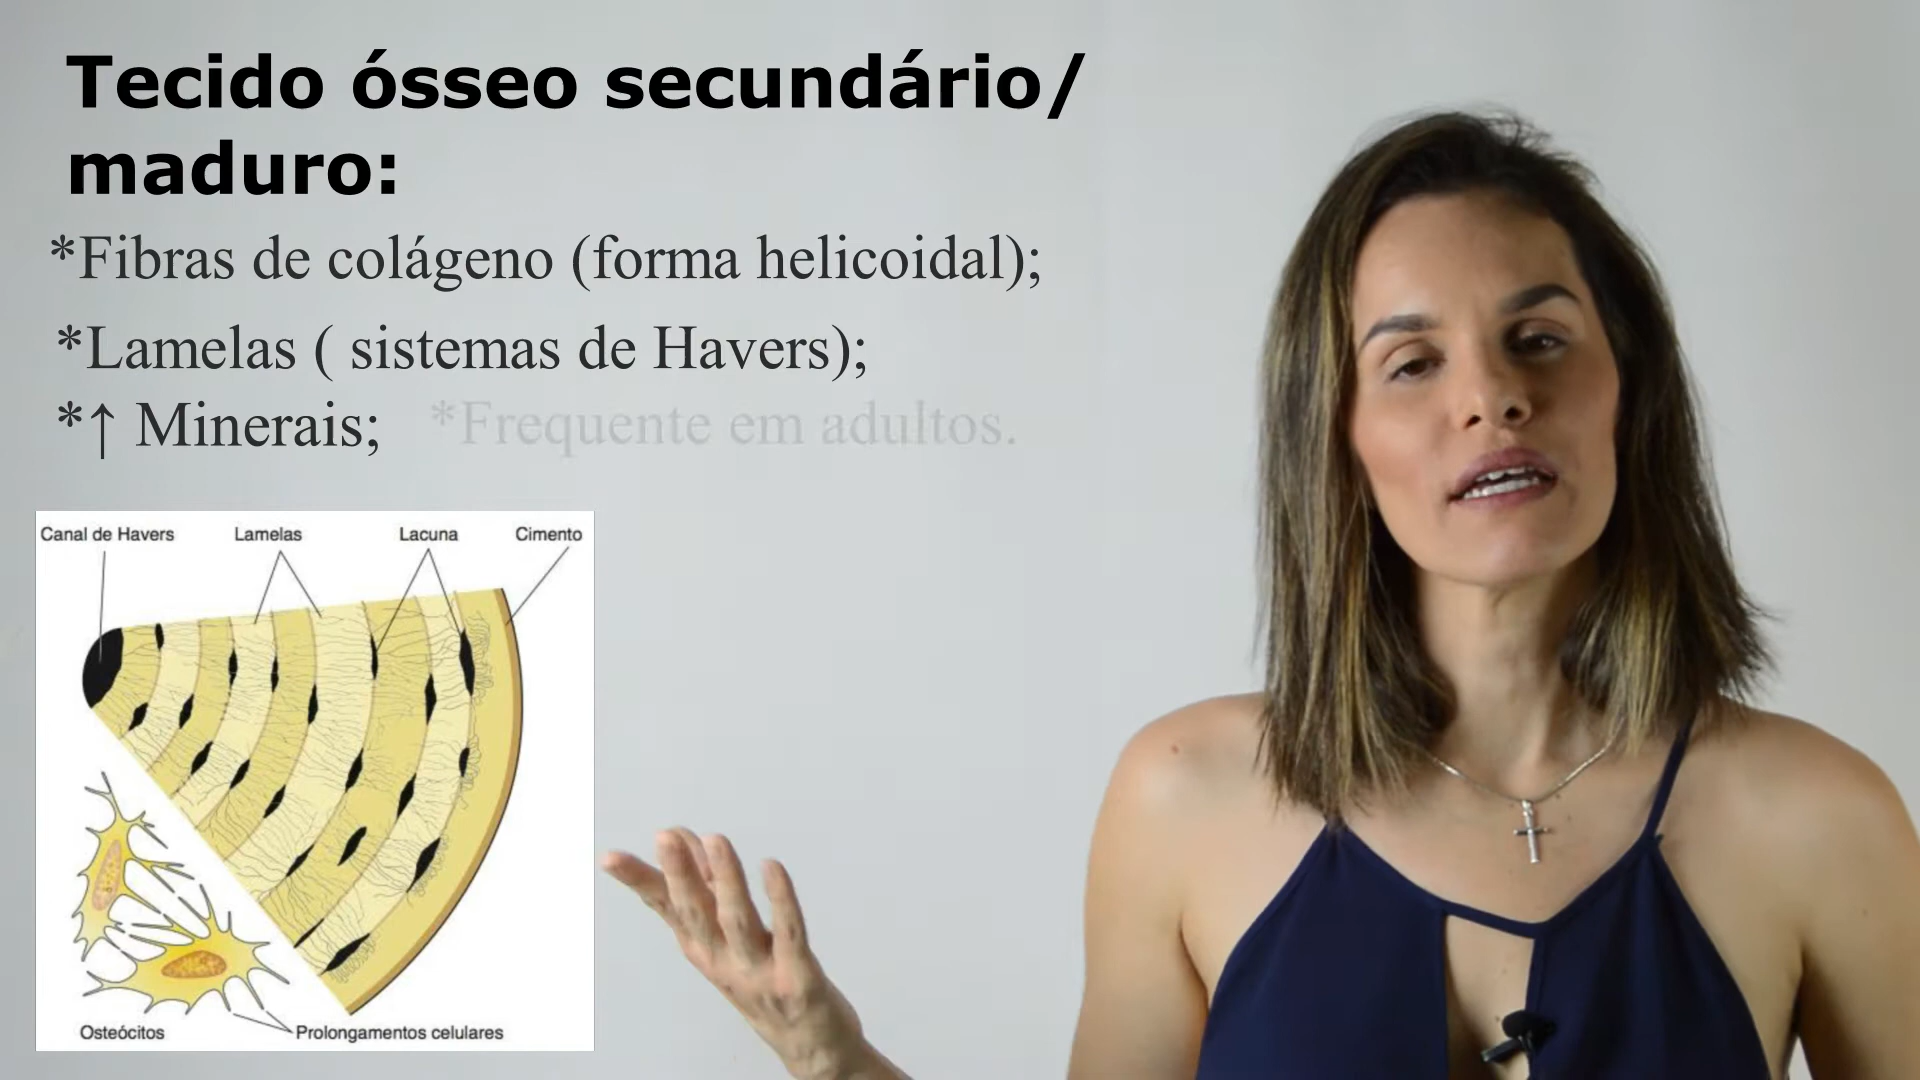 Tecido ósseo secundário/
maduro:
*Fibras de colágeno (forma helicoidal);
*Lamelas ( sistemas de Havers);
*↑ Minerais; *Frequente em adultos.
Canal de Havers Lamelas Lacuna Cimento
Osteócitos Prolongamentos celulares